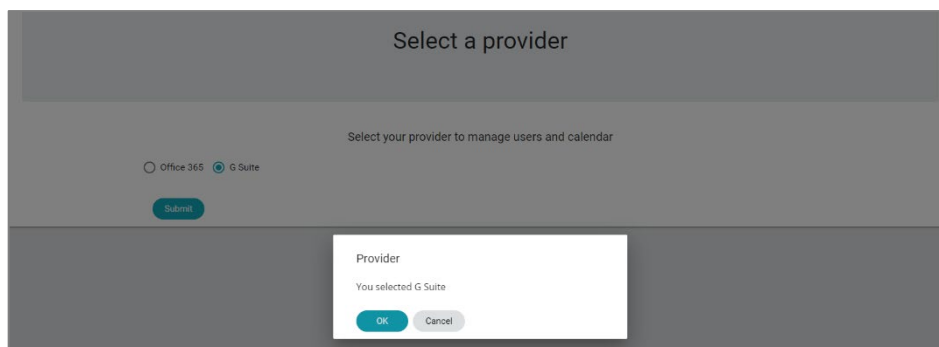 Select a provider
Select your provider to manage users and calendar
Office 365 G Suite
Submit
Provider
You selected G Suite
OK Cancel